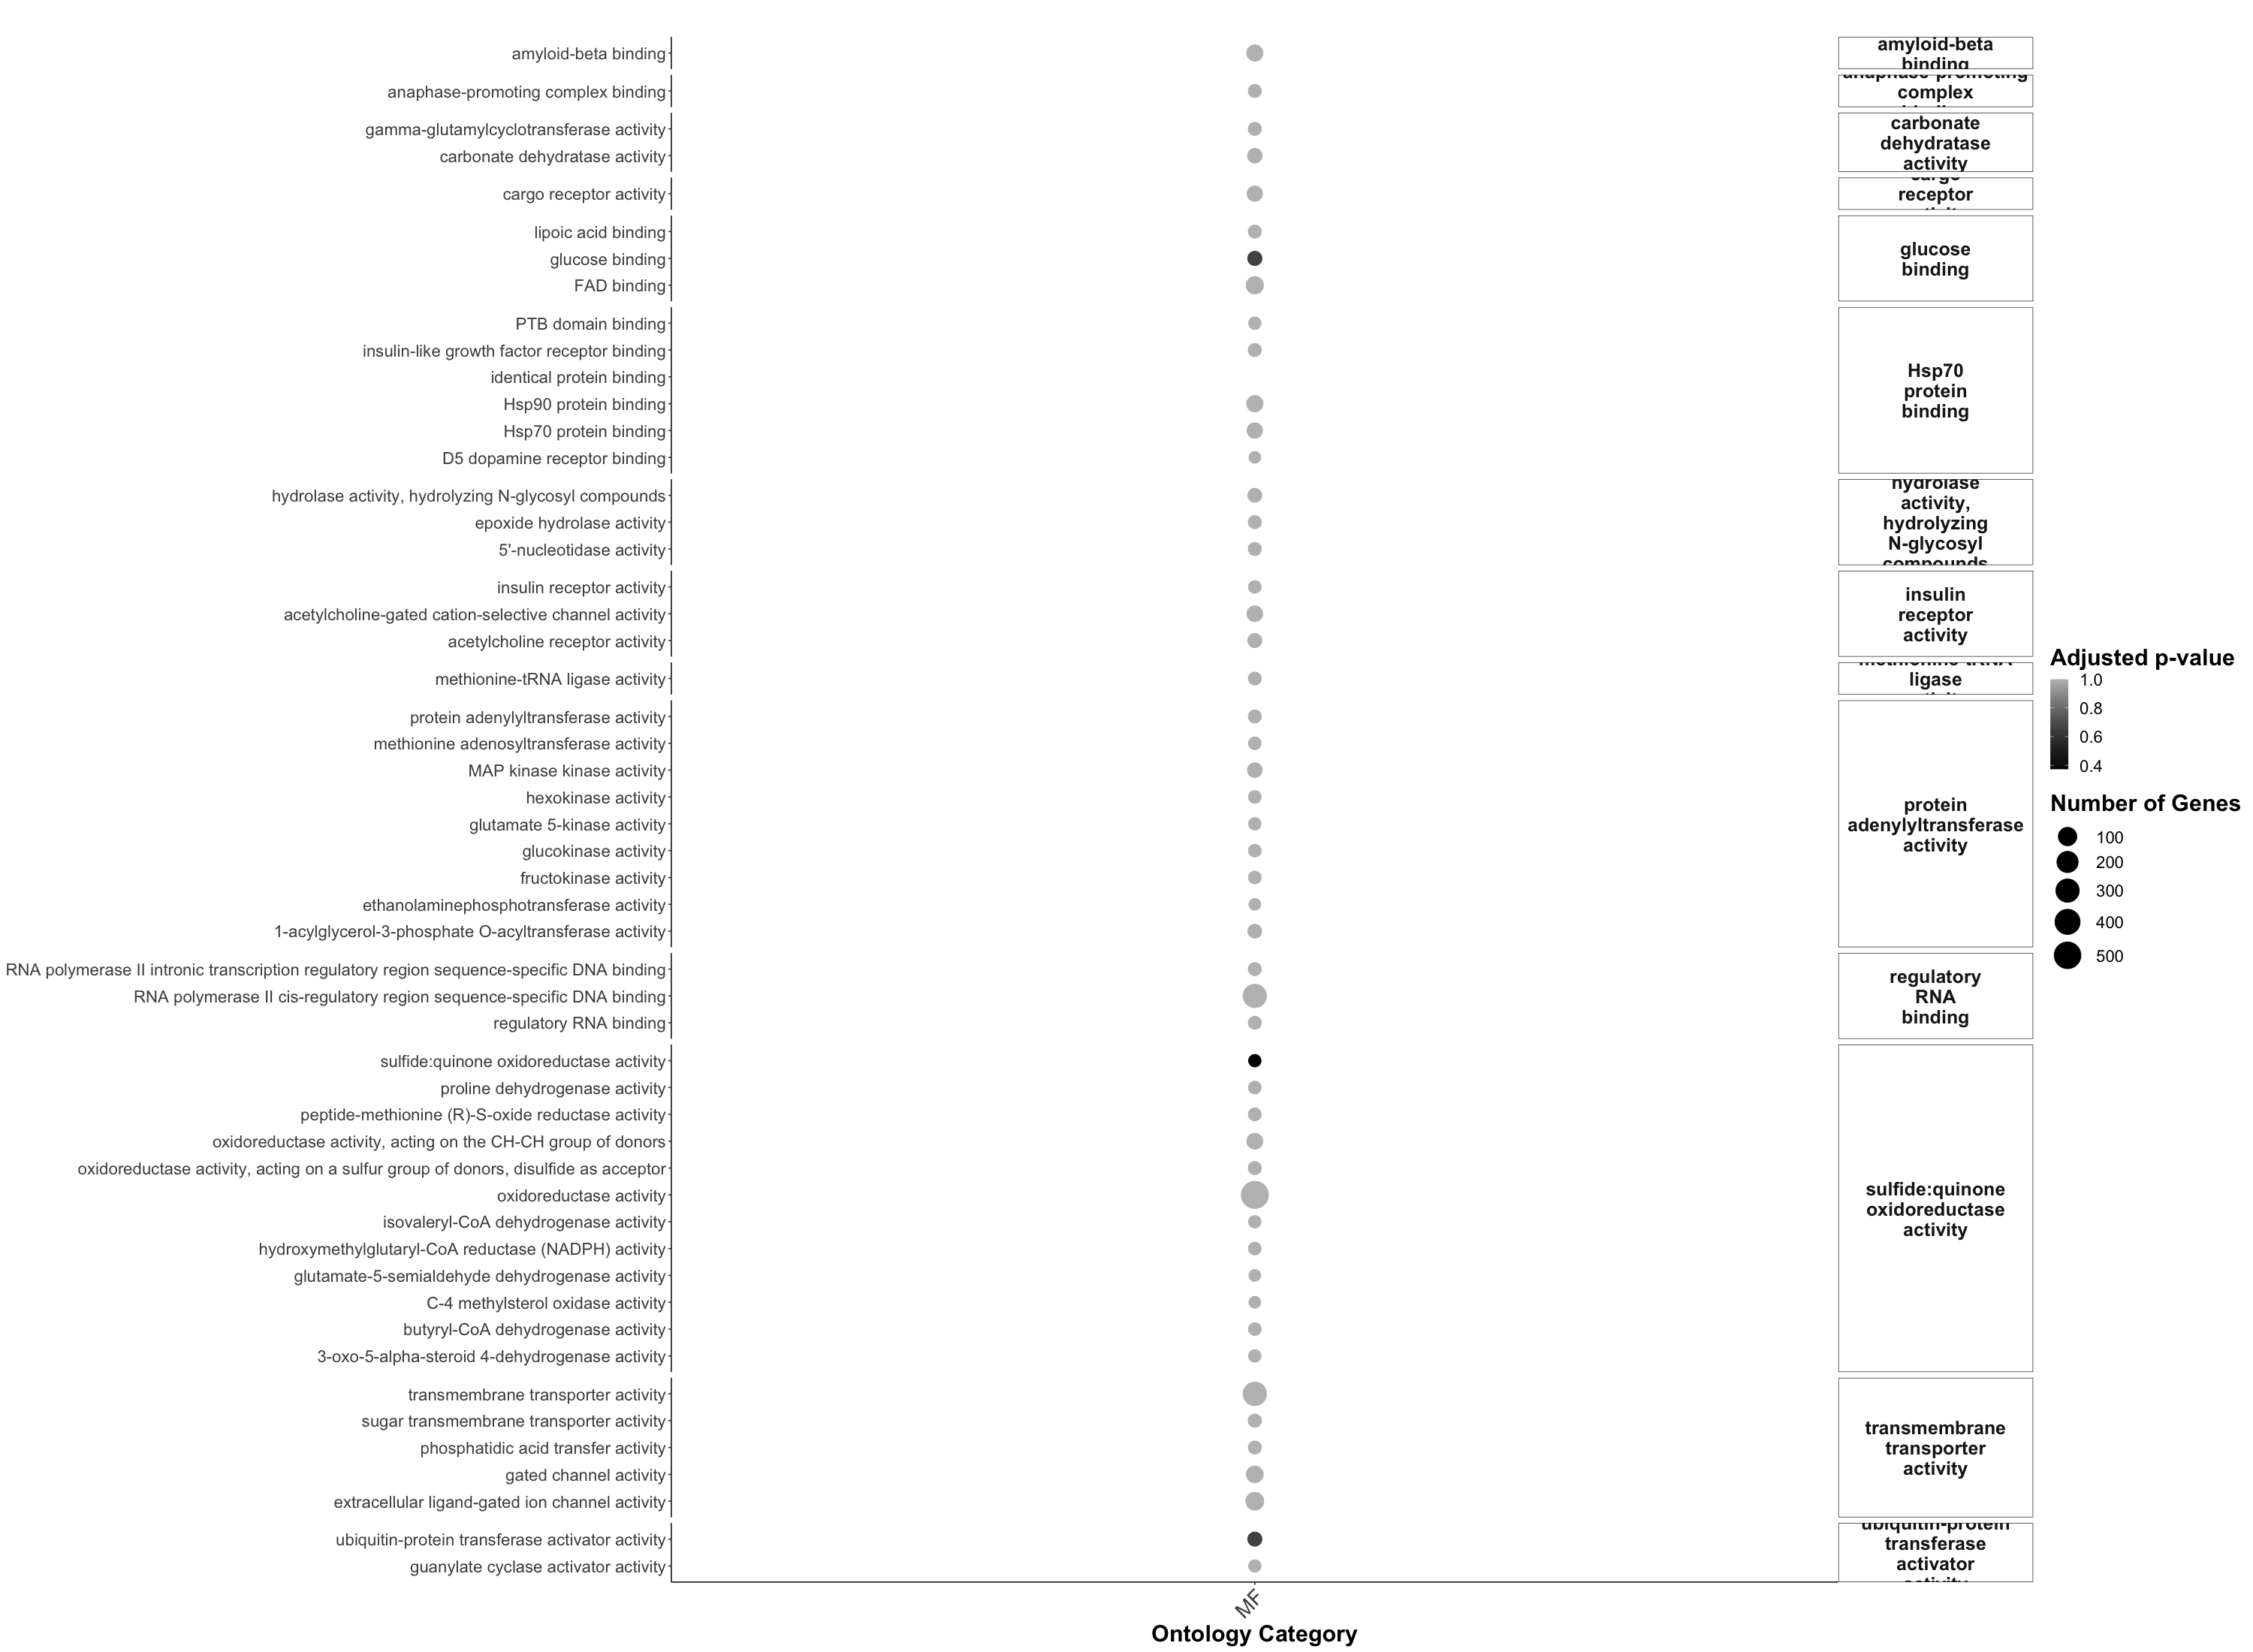 amyloid-beta binding
anaphase-promoting complex binding
gamma-glutamylcyclotransferase activity
carbonate dehydratase activity
cargo receptor activity
lipoic acid binding
glucose binding
FAD binding
PTB domain binding
insulin-like growth factor receptor binding
identical protein binding
Hsp90 protein binding
Hsp70 protein binding
D5 dopamine receptor binding
hydrolase activity, hydrolyzing N-glycosyl compounds
epoxide hydrolase activity
5'-nucleotidase activity
insulin receptor activity
acetylcholine-gated cation-selective channel activity
acetylcholine receptor activity
methionine-tRNA ligase activity
protein adenylyltransferase activity
methionine adenosyltransferase activity
MAP kinase kinase activity
hexokinase activity
glutamate 5-kinase activity
glucokinase activity
fructokinase activity
ethanolaminephosphotransferase activity
1-acylglycerol-3-phosphate O-acyltransferase activity
RNA polymerase II intronic transcription regulatory region sequence-specific DNA binding
RNA polymerase II cis-regulatory region sequence-specific DNA binding
regulatory RNA binding
sulfide:quinone oxidoreductase activity
proline dehydrogenase activity
peptide-methionine (R)-S-oxide reductase activity
oxidoreductase activity, acting on the CH-CH group of donors
oxidoreductase activity, acting on a sulfur group of donors, disulfide as acceptor
oxidoreductase activity
isovaleryl-CoA dehydrogenase activity
hydroxymethylglutaryl-CoA reductase (NADPH) activity
glutamate-5-semialdehyde dehydrogenase activity
C-4 methylsterol oxidase activity
butyryl-CoA dehydrogenase activity
3-oxo-5-alpha-steroid 4-dehydrogenase activity
transmembrane transporter activity
sugar transmembrane transporter activity
phosphatidic acid transfer activity
gated channel activity
extracellular ligand-gated ion channel activity
ubiquitin-protein transferase activator activity
guanylate cyclase activator activity
MF
Ontology Category
amyloid-beta
binding
anaphase-promoting
complex
carbonate
dehydratase
activity
cargo
receptor
glucose
binding
Hsp70
protein
binding
hydrolase
activity,
hydrolyzing
N-glycosyl
compounds
insulin
receptor
activity
ligase
protein
adenylyltransferase
activity
regulatory
RNA
binding
sulfide:quinone
oxidoreductase
activity
transmembrane
transporter
activity
ubiquitin-protein
transferase
activator
Adjusted p-value
1.0
0.8
0.6
0.4
Number of Genes
100
200
300
400
500